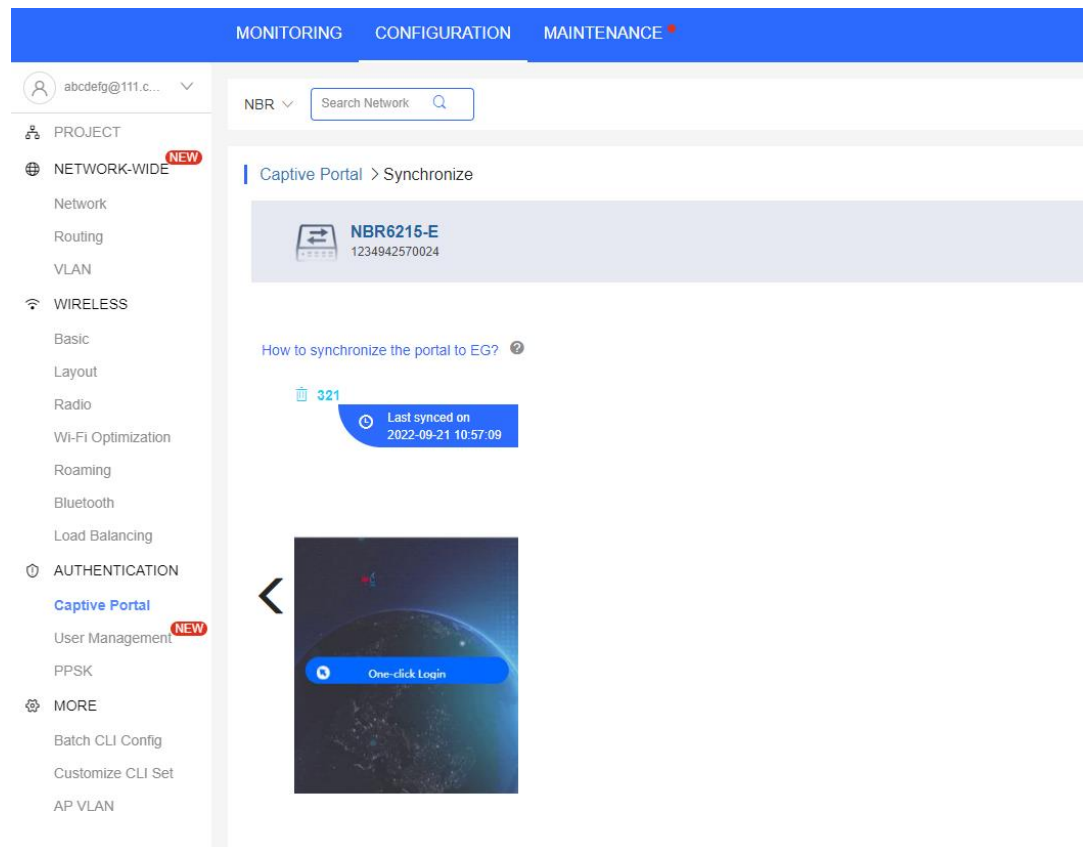 MONITORING CONFIGURATION MAINTENANCE
abcdefg@111.c...
NBR Search Network
PROJECT
NETWORK-WIDE NEW
Network
Routing
VLAN
WIRELESS
Basic
Layout
Radio
Wi-Fi Optimization
Roaming
Bluetooth
Load Balancing
AUTHENTICATION
Captive Portal
User Management NEW
PPSK
MORE
Batch CLI Config
Customize CLI Set
AP VLAN
Captive Portal > Synchronize
NBR6215-E
1234942570024
How to synchronize the portal to EG?
321
Last synced on
2022-09-21 10:57:09
One-click Login